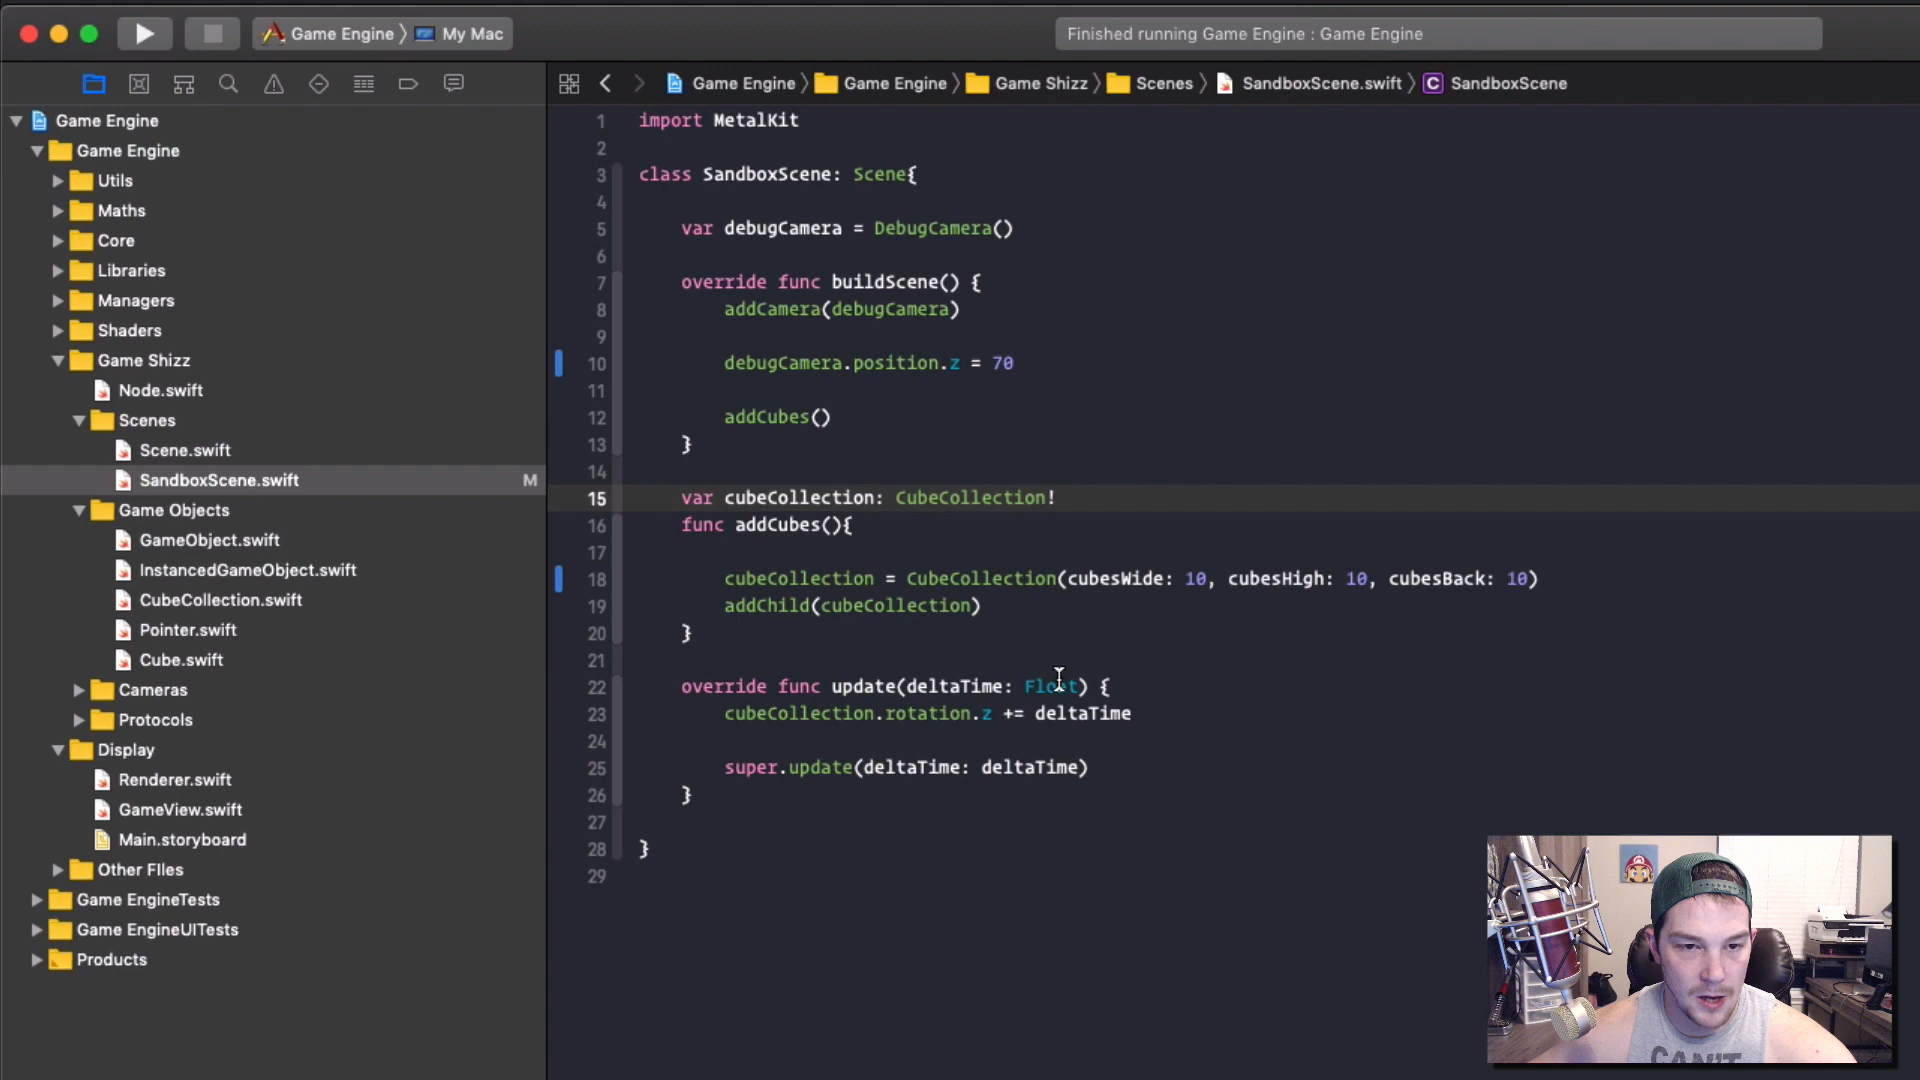 Game Engine 〉 My Mac
Finished running Game Engine : Game Engine
Game Engine 〉 Game Engine 〉 Game Shizz 〉 Scenes 〉 SandboxScene.swift 〉 C SandboxScene
Game Engine
Game Engine
Utils
Maths
Core
Libraries
Managers
Shaders
Game Shizz
Node.swift
Scenes
Scene.swift
SandboxScene.swift M
Game Objects
GameObject.swift
InstancedGameObject.swift
CubeCollection.swift
Pointer.swift
Cube.swift
Cameras
Protocols
Display
Renderer.swift
GameView.swift
Main.storyboard
Other FIles
Game EngineTests
Game EngineUITests
Products
1 import MetalKit
2
3 class SandboxScene: Scene{
4
5 var debugCamera = DebugCamera()
6
7 override func buildScene() {
8 addCamera(debugCamera)
9
10 debugCamera.position.z = 70
11
12 addCubes()
13 }
14
15 var cubeCollection: CubeCollection!
16 func addCubes(){
17
18 cubeCollection = CubeCollection(cubesWide: 10, cubesHigh: 10, cubesBack: 10)
19 addChild(cubeCollection)
20 }
21
22 override func update(deltaTime: Float) {
23 cubeCollection.rotation.z += deltaTime
24
25 super.update(deltaTime: deltaTime)
26 }
27
28 }
29
CAN'T